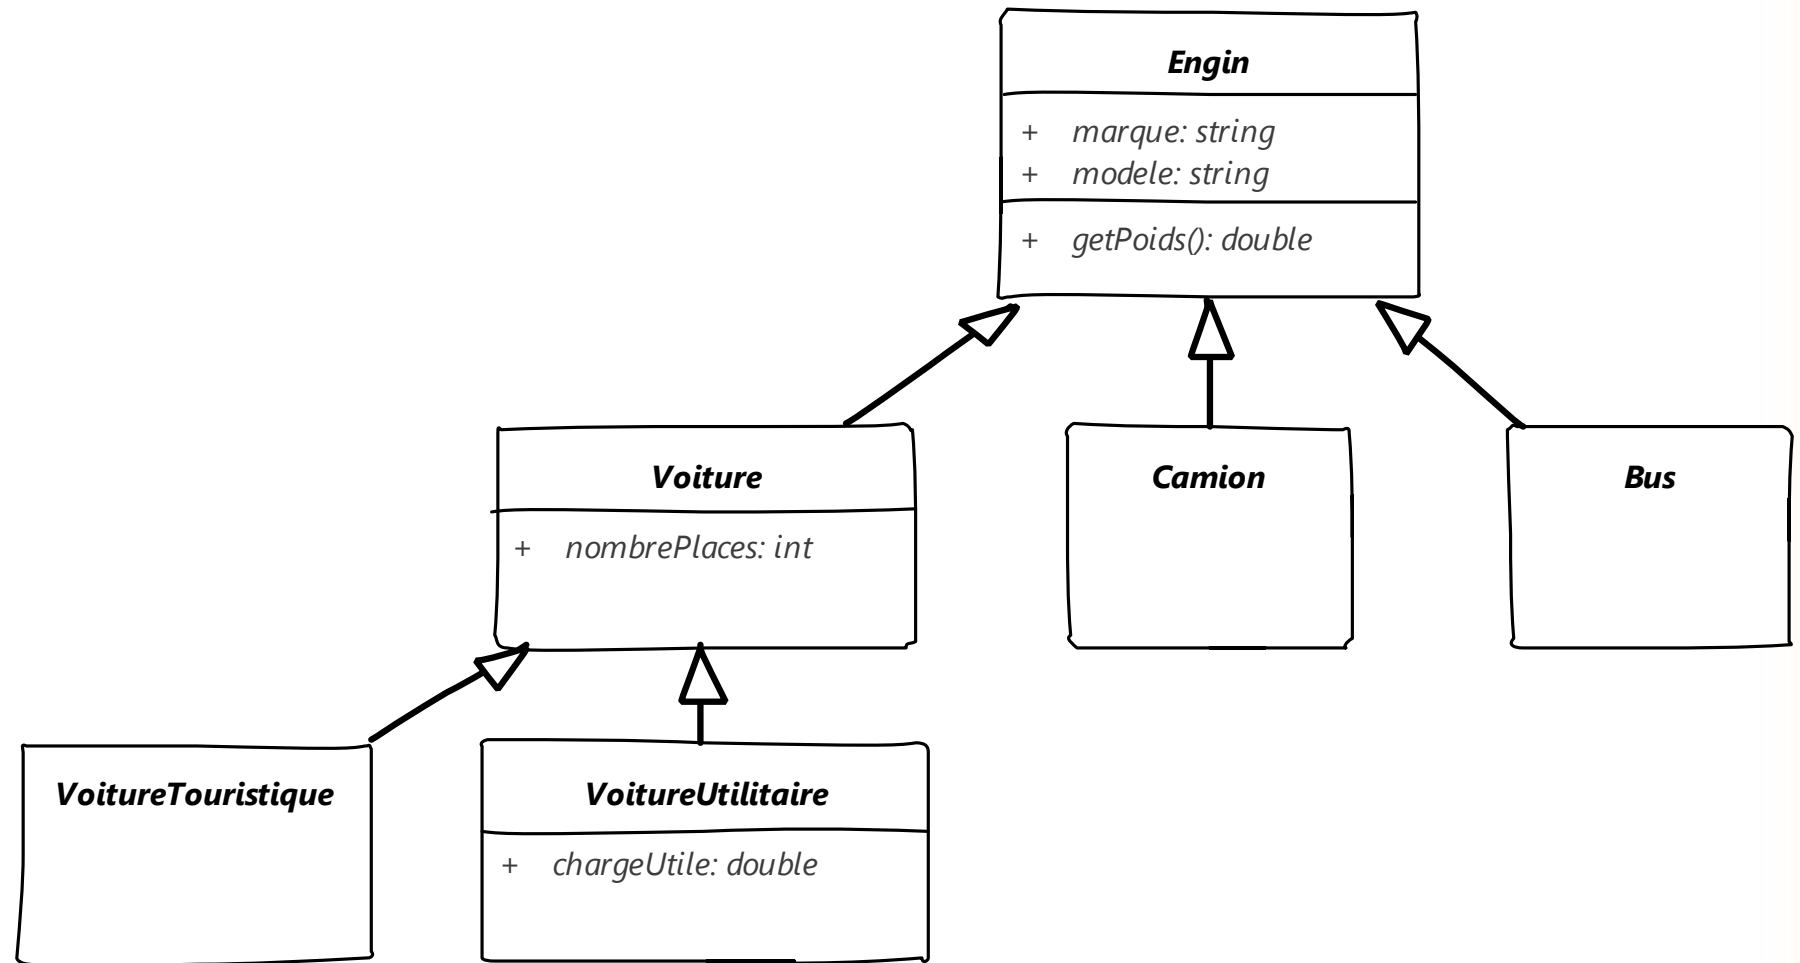 Engin
+ marque: string
+ modele: string
+ getPoids(): double
Voiture
+ nombrePlaces: int
Camion
Bus
VoitureTouristique
VoitureUtilitaire
+ chargeUtile: double